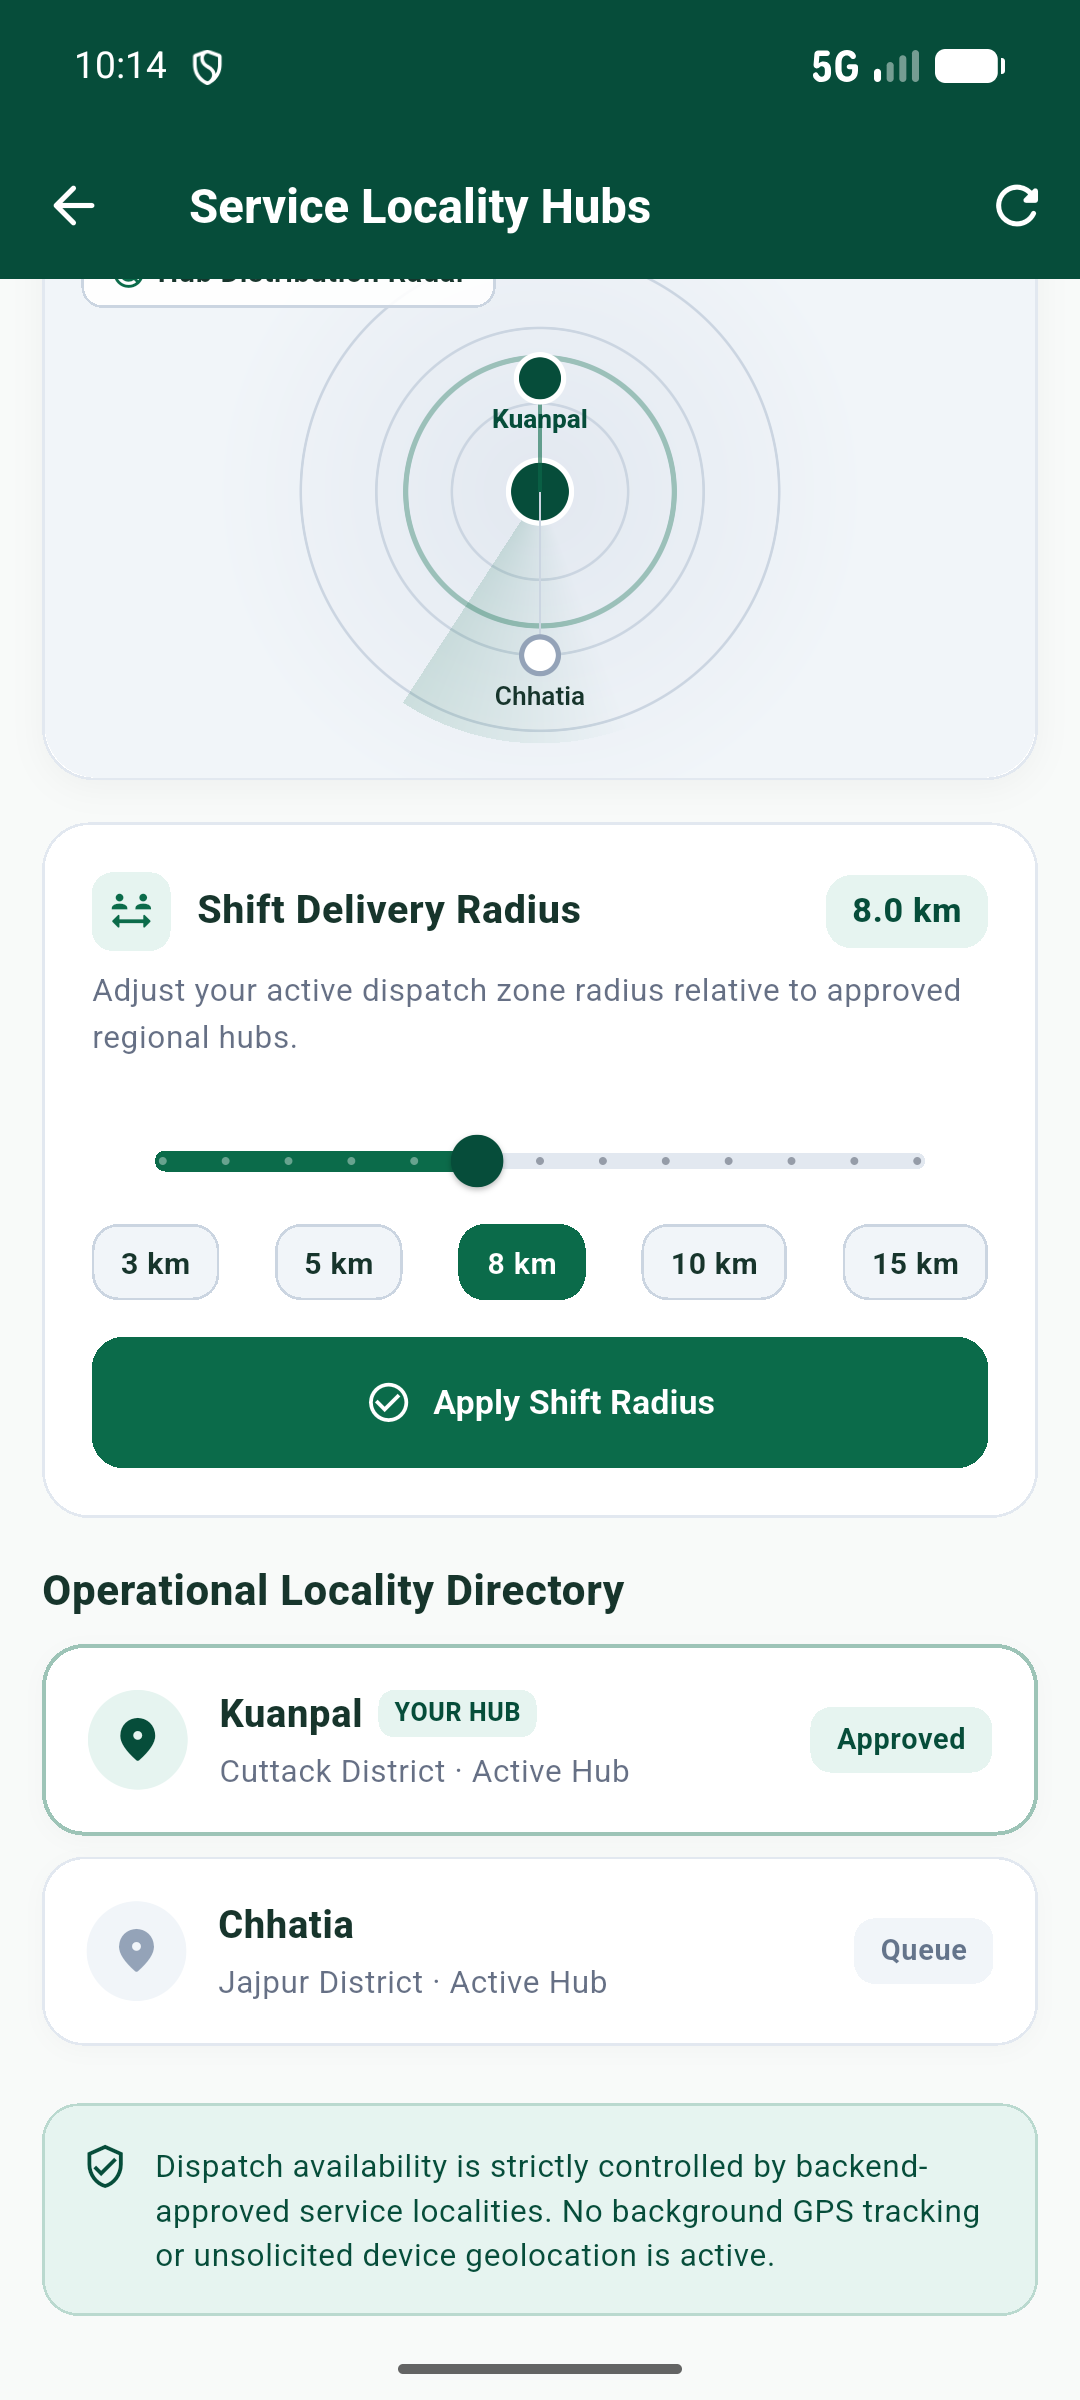 10:14
5G
Service Locality Hubs
Hub Distribution Radar
Kuanpal
Chhatia
Shift Delivery Radius
8.0 km
Adjust your active dispatch zone radius relative to approved
regional hubs.
3 km
5 km
8 km
10 km
15 km
Apply Shift Radius
Operational Locality Directory
Kuanpal
YOUR HUB
Cuttack District · Active Hub
Approved
Chhatia
Jajpur District · Active Hub
Queue
Dispatch availability is strictly controlled by backend-
approved service localities. No background GPS tracking
or unsolicited device geolocation is active.